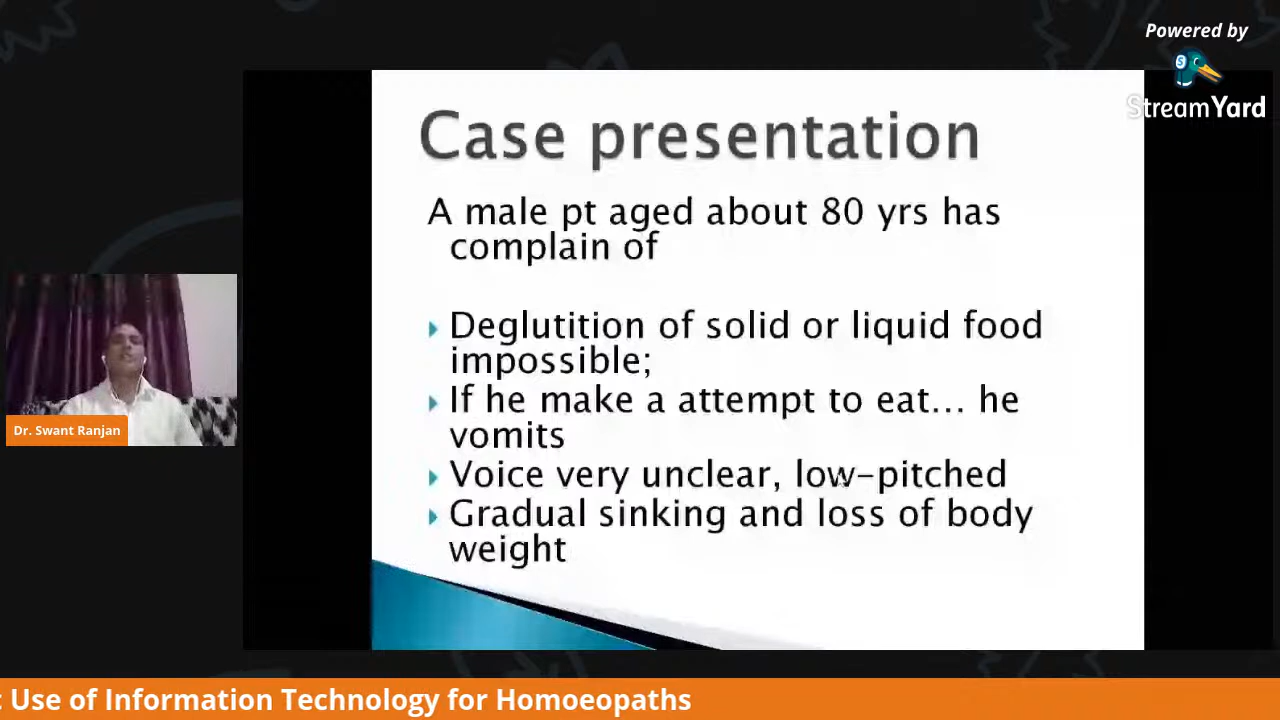 Powered by
StreamYard
Case presentation
A male pt aged about 80 yrs has
complain of
Deglutition of solid or liquid food
impossible;
If he make a attempt to eat... he
vomits
Voice very unclear, low-pitched
Gradual sinking and loss of body
weight
Dr. Swant Ranjan
: Use of Information Technology for Homoeopaths